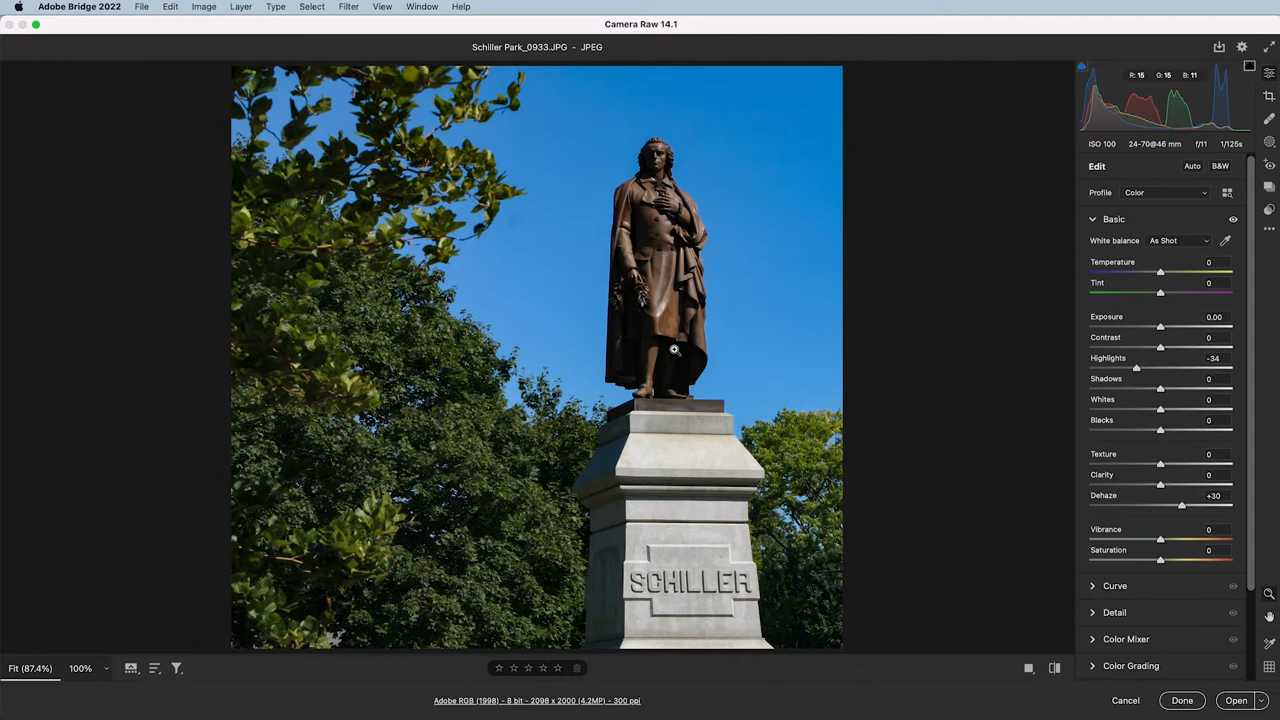 Adobe Bridge 2022 File Edit Image Layer Type Select Filter View Window Help
Camera Raw 14.1
Schiller Park_0933.JPG - JPEG
R: 15 G: 15 B: 11
ISO 100 24-70@46 mm f/11 1/125s
Edit Auto B&W
Profile Color
Basic
White balance As Shot
Temperature 0
Tint 0
Exposure 0.00
Contrast 0
Highlights -34
Shadows 0
Whites 0
Blacks 0
Texture 0
Clarity 0
Dehaze +30
Vibrance 0
Saturation 0
Curve
Detail
Color Mixer
Color Grading
SCHILLER
Fit (87.4%) 100%
Adobe RGB (1998) - 8 bit - 2098 x 2000 (4.2MP) - 300 ppi
Cancel Done Open